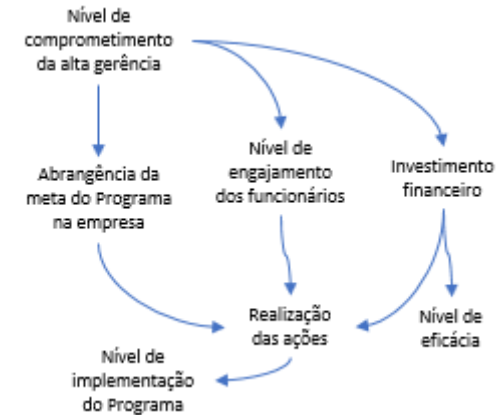 Nível de
comprometimento
da alta gerência
Abrangência da
meta do Programa
na empresa
Nível de
engajamento
dos funcionários
Investimento
financeiro
Realização
das ações
Nível de
eficácia
Nível de
implementação
do Programa